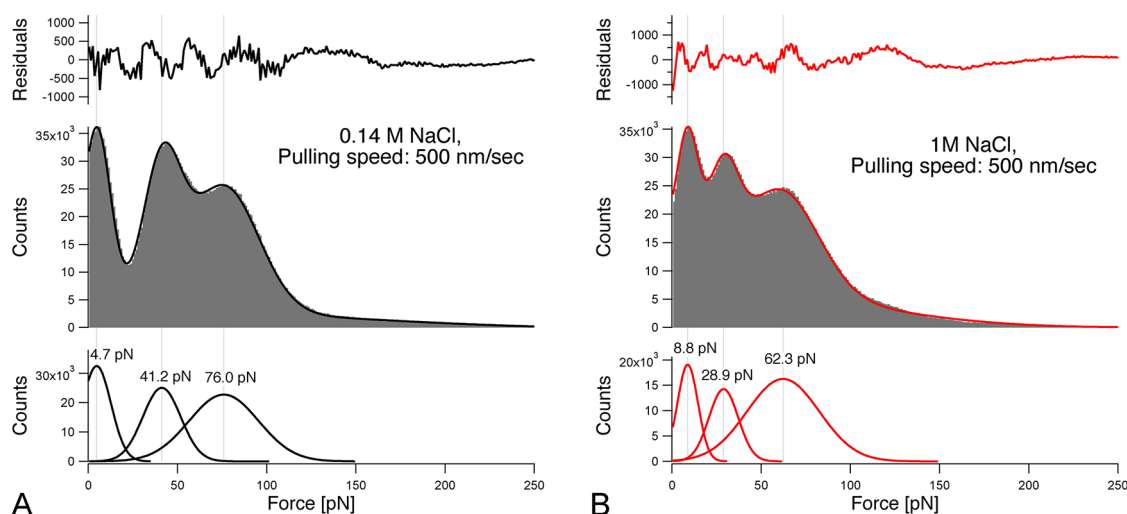 1000
500
0
-500
-1000
Residuals
0.14 M NaCl,
Pulling speed: 500 nm/sec
35x10³
30
25
20
15
10
5
0
Counts
4.7 pN
41.2 pN
76.0 pN
30x10³
20
10
0
Counts
0
50
100
150
200
250
Force [pN]
A
1000
0
-1000
Residuals
1M NaCl,
Pulling speed: 500 nm/sec
35x10³
30
25
20
15
10
5
0
Counts
8.8 pN
28.9 pN
62.3 pN
20x10³
15
10
5
0
Counts
0
50
100
150
200
250
Force [pN]
B